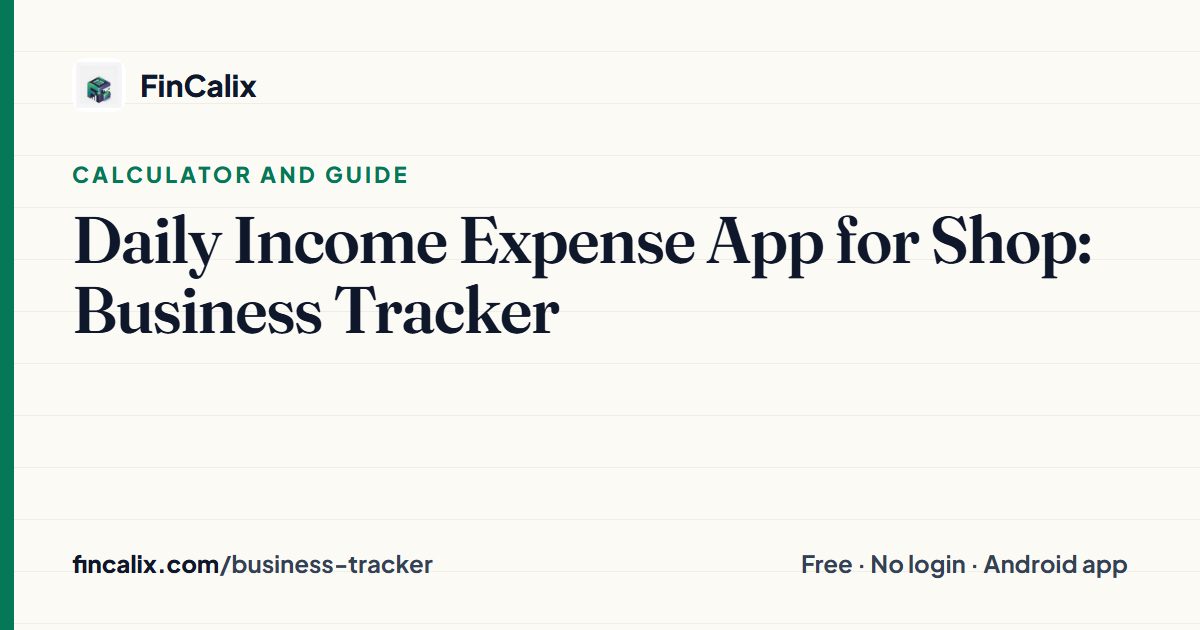 FinCalix
CALCULATOR AND GUIDE
Daily Income Expense App for Shop:
Business Tracker
fincalix.com/business-tracker
Free · No login · Android app